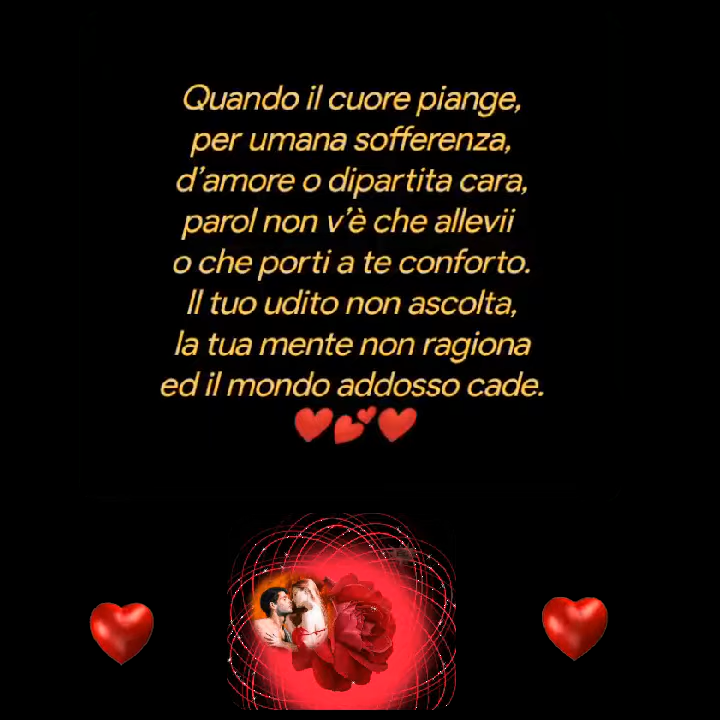 Quando il cuore piange,
per umana sofferenza,
d'amore o dipartita cara,
parol non v'è che allevii
o che porti a te conforto.
Il tuo udito non ascolta,
la tua mente non ragiona
ed il mondo addosso cade.
❤️💕❤️